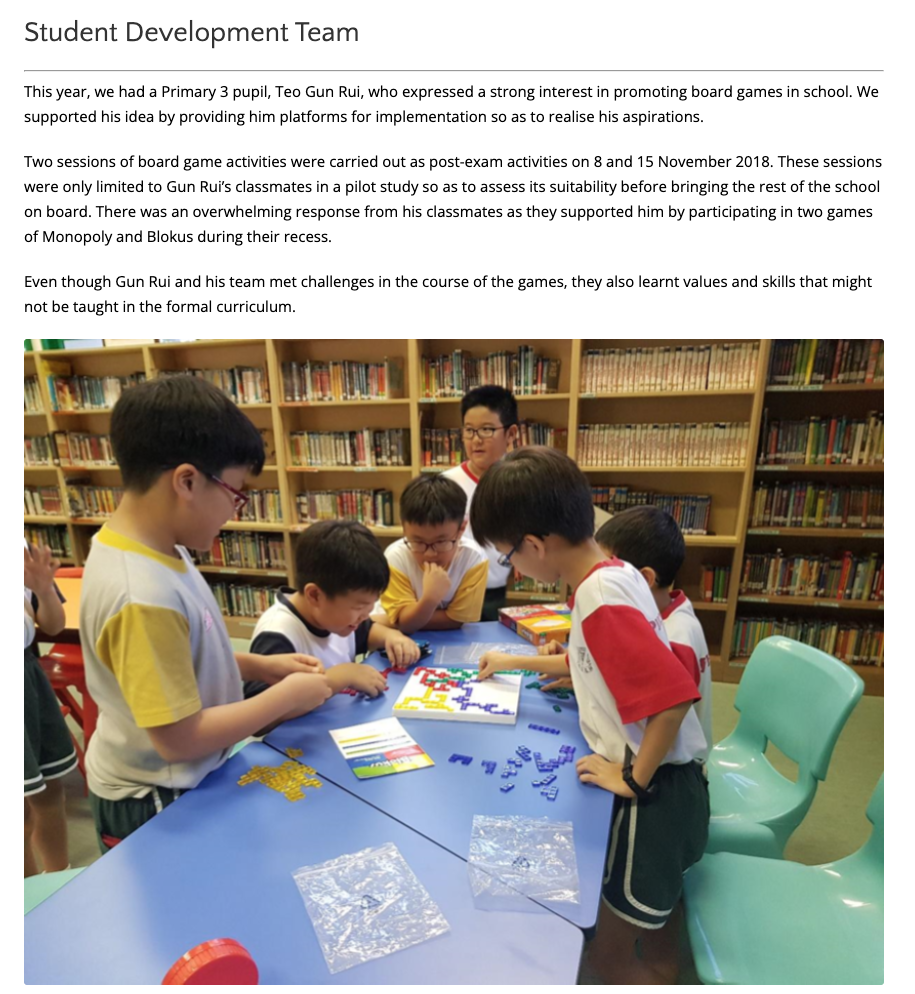 Student Development Team
This year, we had a Primary 3 pupil, Teo Gun Rui, who expressed a strong interest in promoting board games in school. We
supported his idea by providing him platforms for implementation so as to realise his aspirations.
Two sessions of board game activities were carried out as post-exam activities on 8 and 15 November 2018. These sessions
were only limited to Gun Rui’s classmates in a pilot study so as to assess its suitability before bringing the rest of the school
on board. There was an overwhelming response from his classmates as they supported him by participating in two games
of Monopoly and Blokus during their recess.
Even though Gun Rui and his team met challenges in the course of the games, they also learnt values and skills that might
not be taught in the formal curriculum.